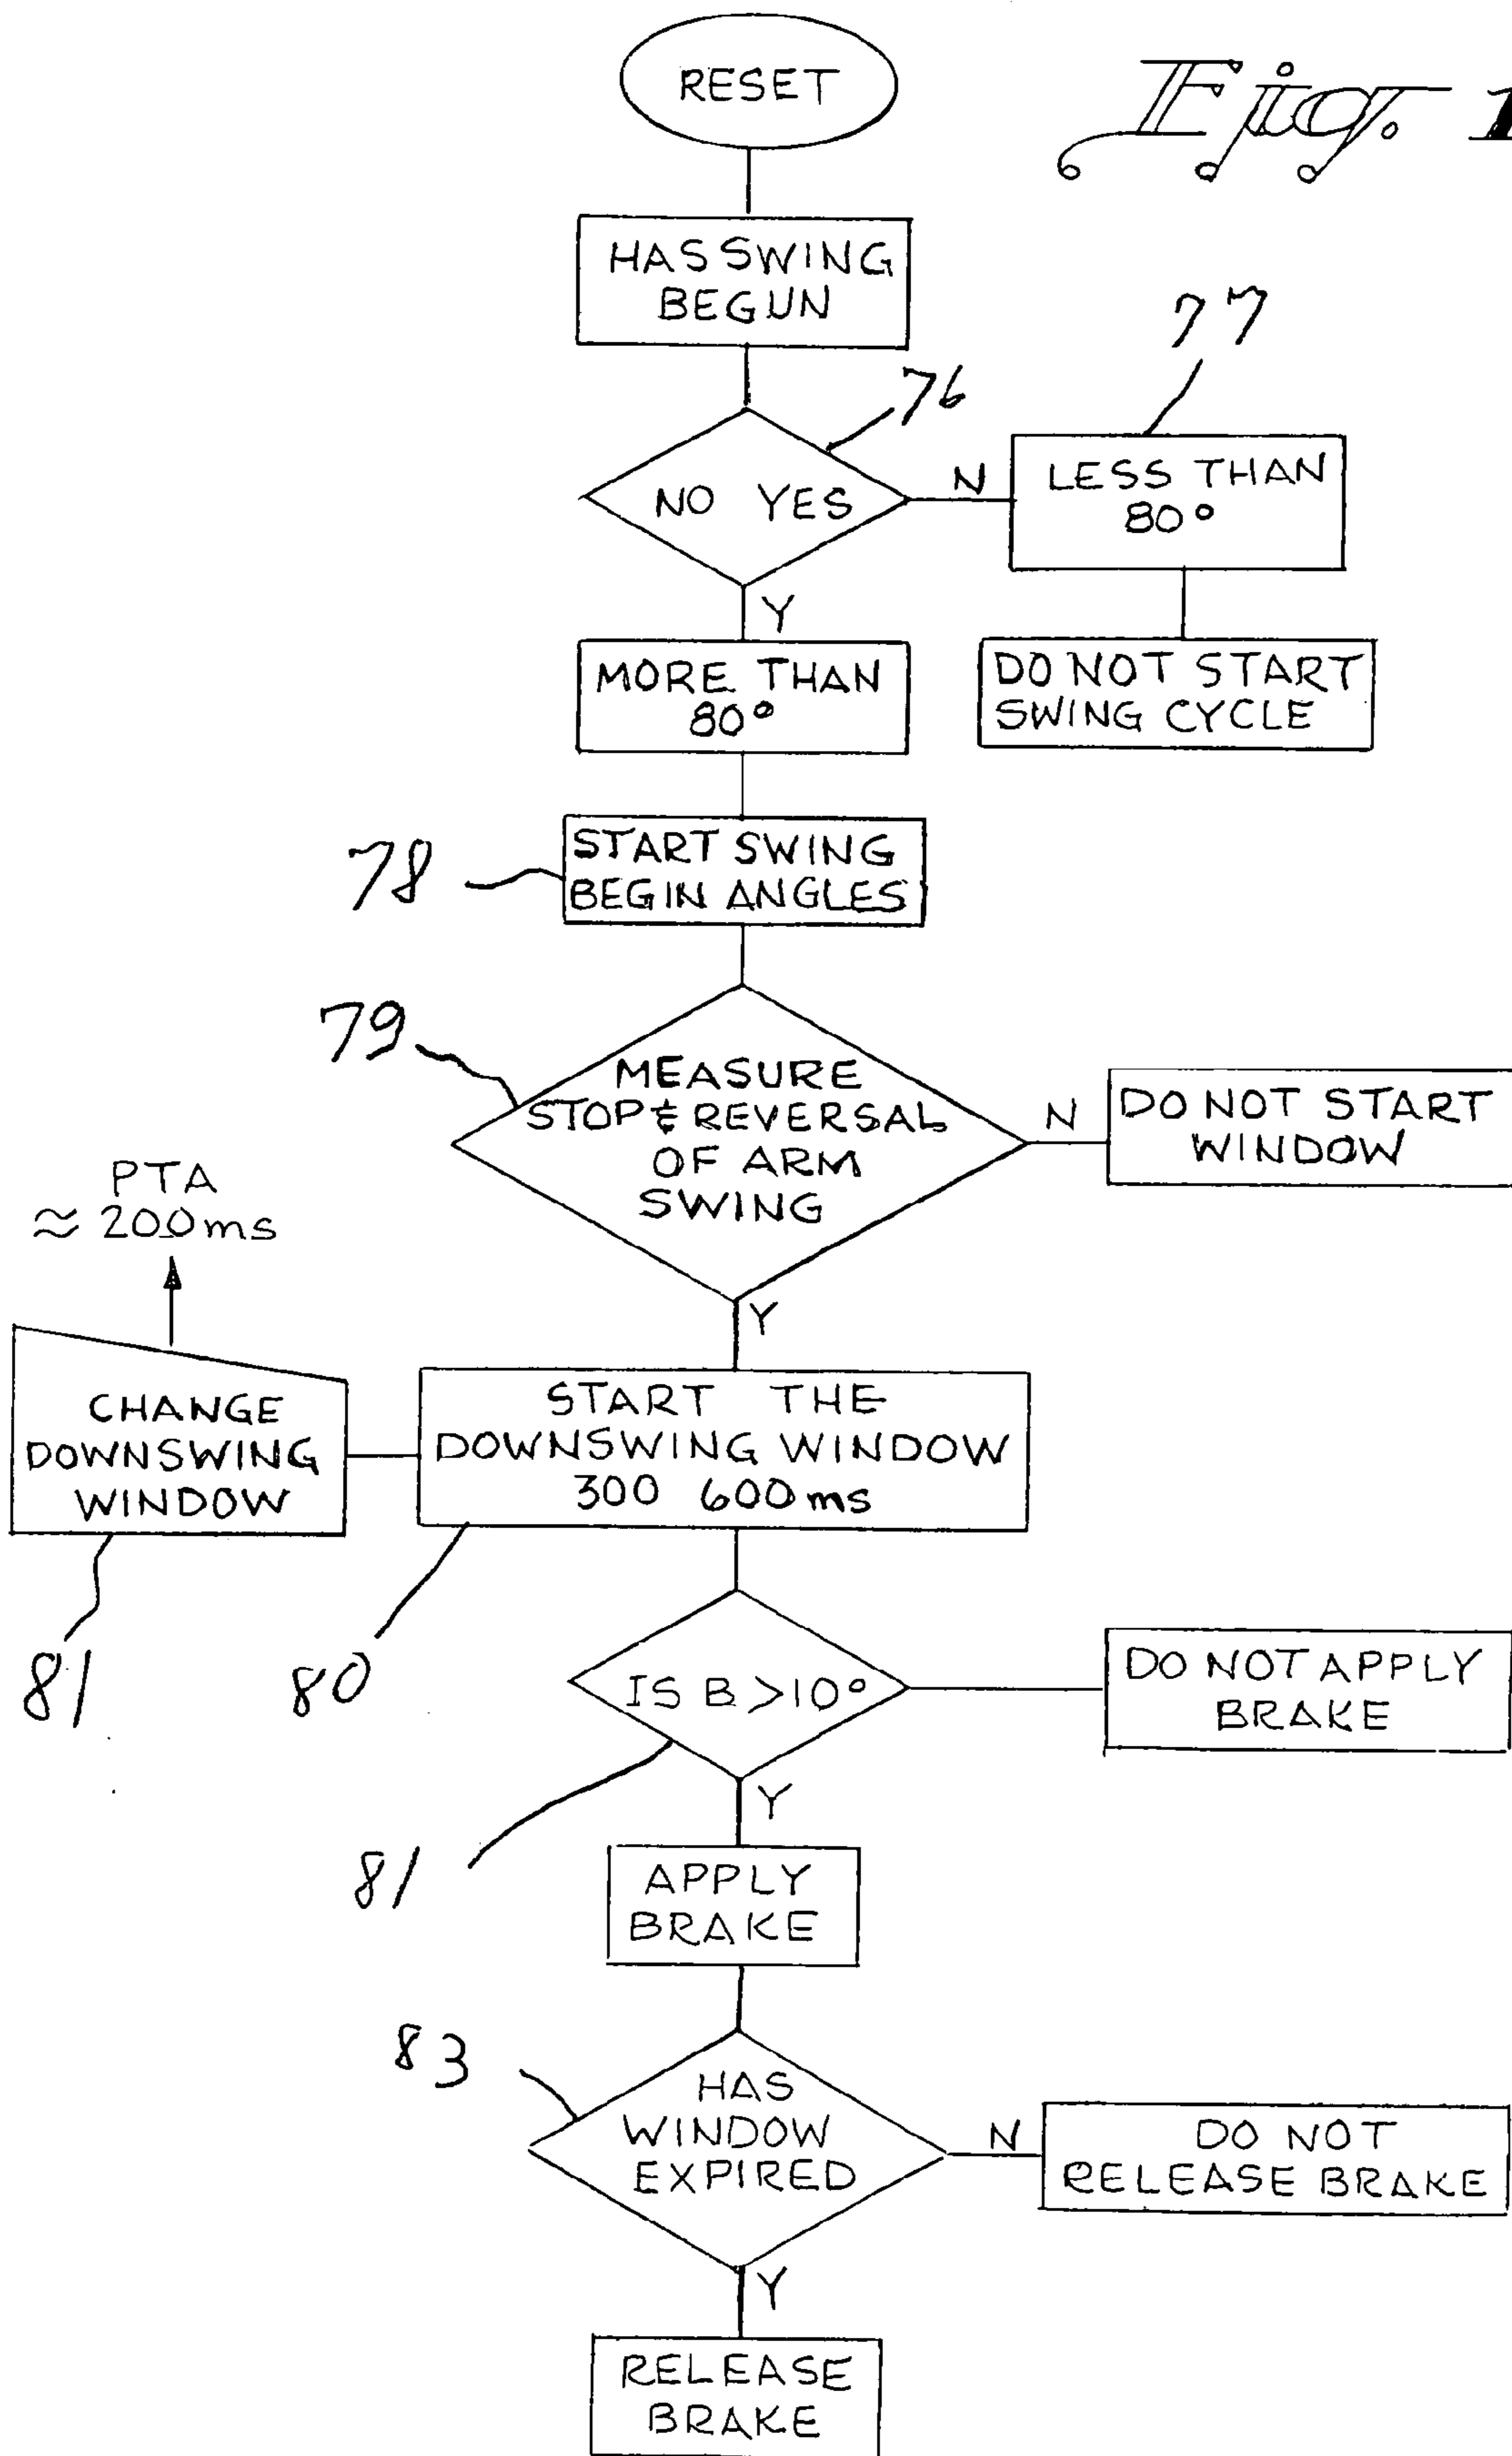 RESET
Fig. 1
HAS SWING
BEGUN
76
77
NO YES
N
LESS THAN
80°
Y
MORE THAN
80°
DO NOT START
SWING CYCLE
78
START SWING
BEGIN ANGLES
79
MEASURE
STOP & REVERSAL
OF ARM
SWING
N
DO NOT START
WINDOW
PTA
≈ 200ms
Y
CHANGE
DOWNSWING
WINDOW
START THE
DOWNSWING WINDOW
300 600ms
81
80
IS B >10°
DO NOT APPLY
BRAKE
81
Y
APPLY
BRAKE
83
HAS
WINDOW
EXPIRED
N
DO NOT
RELEASE BRAKE
Y
RELEASE
BRAKE